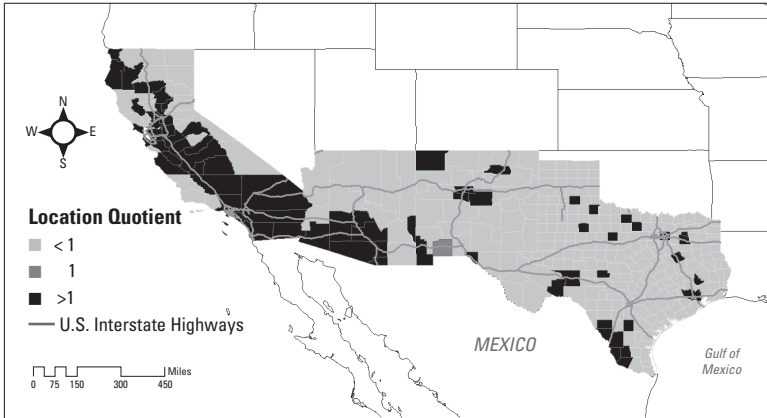 N
W E
S
Location Quotient
< 1
1
>1
U.S. Interstate Highways
Miles
0 75 150 300 450
MEXICO
Gulf of
Mexico